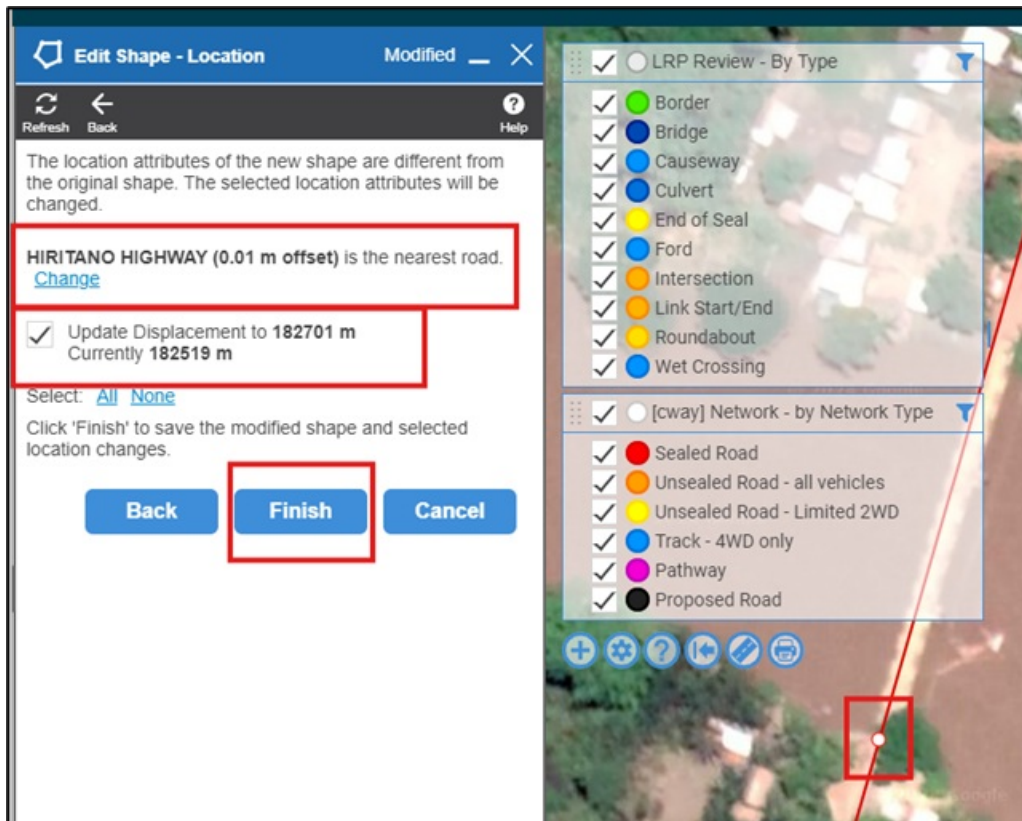 Edit Shape - Location
Modified
Refresh
Back
Help
The location attributes of the new shape are different from
the original shape. The selected location attributes will be
changed.
HIRITANO HIGHWAY (0.01 m offset) is the nearest road.
Change
Update Displacement to 182701 m
Currently 182519 m
Select: All None
Click 'Finish' to save the modified shape and selected
location changes.
Back
Finish
Cancel
LRP Review - By Type
Border
Bridge
Causeway
Culvert
End of Seal
Ford
Intersection
Link Start/End
Roundabout
Wet Crossing
[cway] Network - by Network Type
Sealed Road
Unsealed Road - all vehicles
Unsealed Road - Limited 2WD
Track - 4WD only
Pathway
Proposed Road
Google